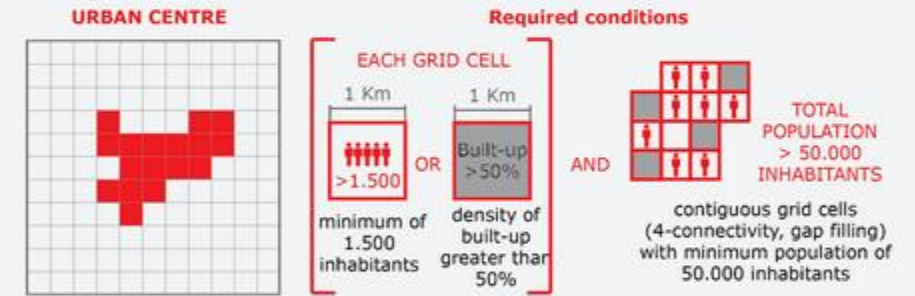 URBAN CENTRE
Required conditions
EACH GRID CELL
1 Km
1 Km
>1.500
OR
Built-up
>50%
AND
TOTAL
POPULATION
> 50.000
INHABITANTS
minimum of
1.500
inhabitants
density of
built-up
greater than
50%
contiguous grid cells
(4-connectivity, gap filling)
with minimum population of
50.000 inhabitants